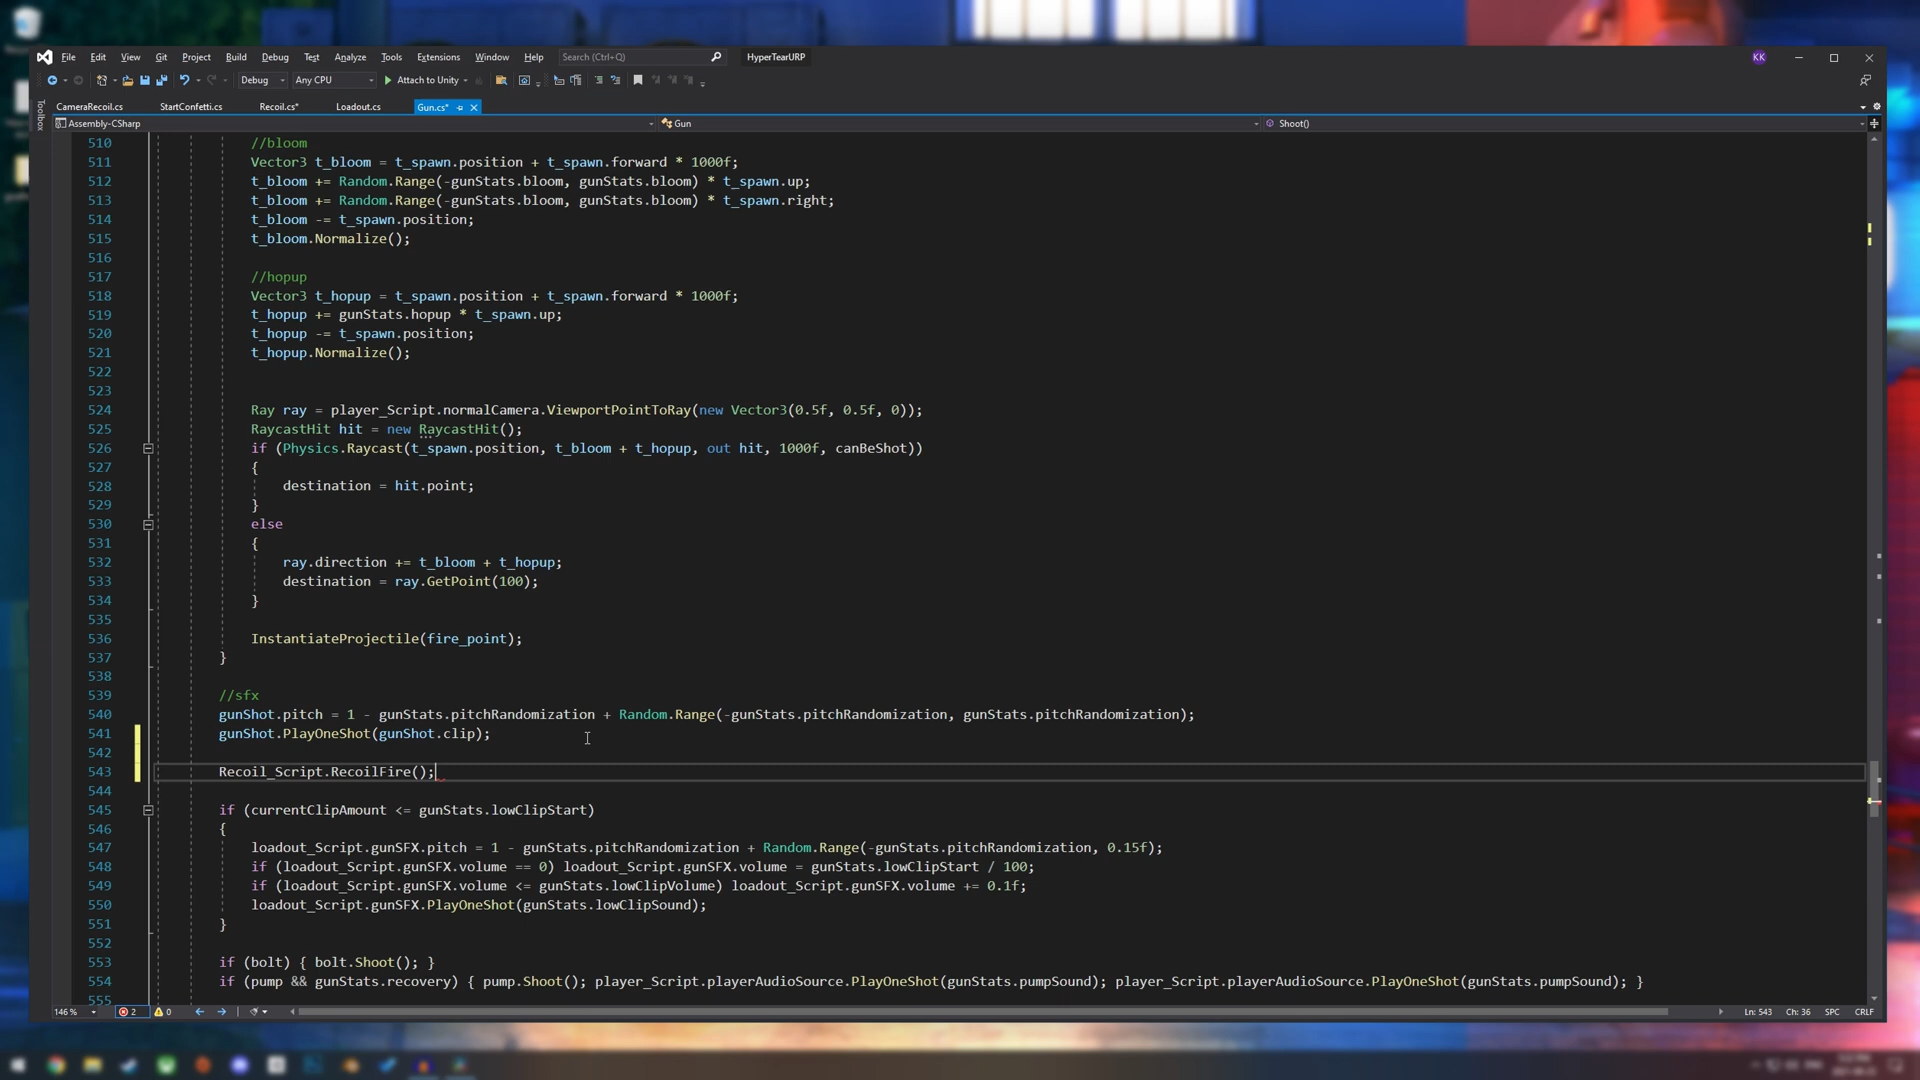 File Edit View Git Project Build Debug Test Analyze Tools Extensions Window Help Search (Ctrl+Q) HyperTearURP KK
Debug Any CPU Attach to Unity
CameraRecoil.cs StartConfetti.cs Recoil.cs* Loadout.cs Gun.cs*
Toolbox
Assembly-CSharp Gun Shoot()
510 //bloom
511 Vector3 t_bloom = t_spawn.position + t_spawn.forward * 1000f;
512 t_bloom += Random.Range(-gunStats.bloom, gunStats.bloom) * t_spawn.up;
513 t_bloom += Random.Range(-gunStats.bloom, gunStats.bloom) * t_spawn.right;
514 t_bloom -= t_spawn.position;
515 t_bloom.Normalize();
516
517 //hopup
518 Vector3 t_hopup = t_spawn.position + t_spawn.forward * 1000f;
519 t_hopup += gunStats.hopup * t_spawn.up;
520 t_hopup -= t_spawn.position;
521 t_hopup.Normalize();
522
523
524 Ray ray = player_Script.normalCamera.ViewportPointToRay(new Vector3(0.5f, 0.5f, 0));
525 RaycastHit hit = new RaycastHit();
526 if (Physics.Raycast(t_spawn.position, t_bloom + t_hopup, out hit, 1000f, canBeShot))
527 {
528 destination = hit.point;
529 }
530 else
531 {
532 ray.direction += t_bloom + t_hopup;
533 destination = ray.GetPoint(100);
534 }
535
536 InstantiateProjectile(fire_point);
537 }
538
539 //sfx
540 gunShot.pitch = 1 - gunStats.pitchRandomization + Random.Range(-gunStats.pitchRandomization, gunStats.pitchRandomization);
541 gunShot.PlayOneShot(gunShot.clip);
542
543 Recoil_Script.RecoilFire();
544
545 if (currentClipAmount <= gunStats.lowClipStart)
546 {
547 loadout_Script.gunSFX.pitch = 1 - gunStats.pitchRandomization + Random.Range(-gunStats.pitchRandomization, 0.15f);
548 if (loadout_Script.gunSFX.volume == 0) loadout_Script.gunSFX.volume = gunStats.lowClipStart / 100;
549 if (loadout_Script.gunSFX.volume <= gunStats.lowClipVolume) loadout_Script.gunSFX.volume += 0.1f;
550 loadout_Script.gunSFX.PlayOneShot(gunStats.lowClipSound);
551 }
552
553 if (bolt) { bolt.Shoot(); }
554 if (pump && gunStats.recovery) { pump.Shoot(); player_Script.playerAudioSource.PlayOneShot(gunStats.pumpSound); player_Script.playerAudioSource.PlayOneShot(gunStats.pumpSound); }
555
146 % 2 0 Ln: 543 Ch: 36 SPC CRLF